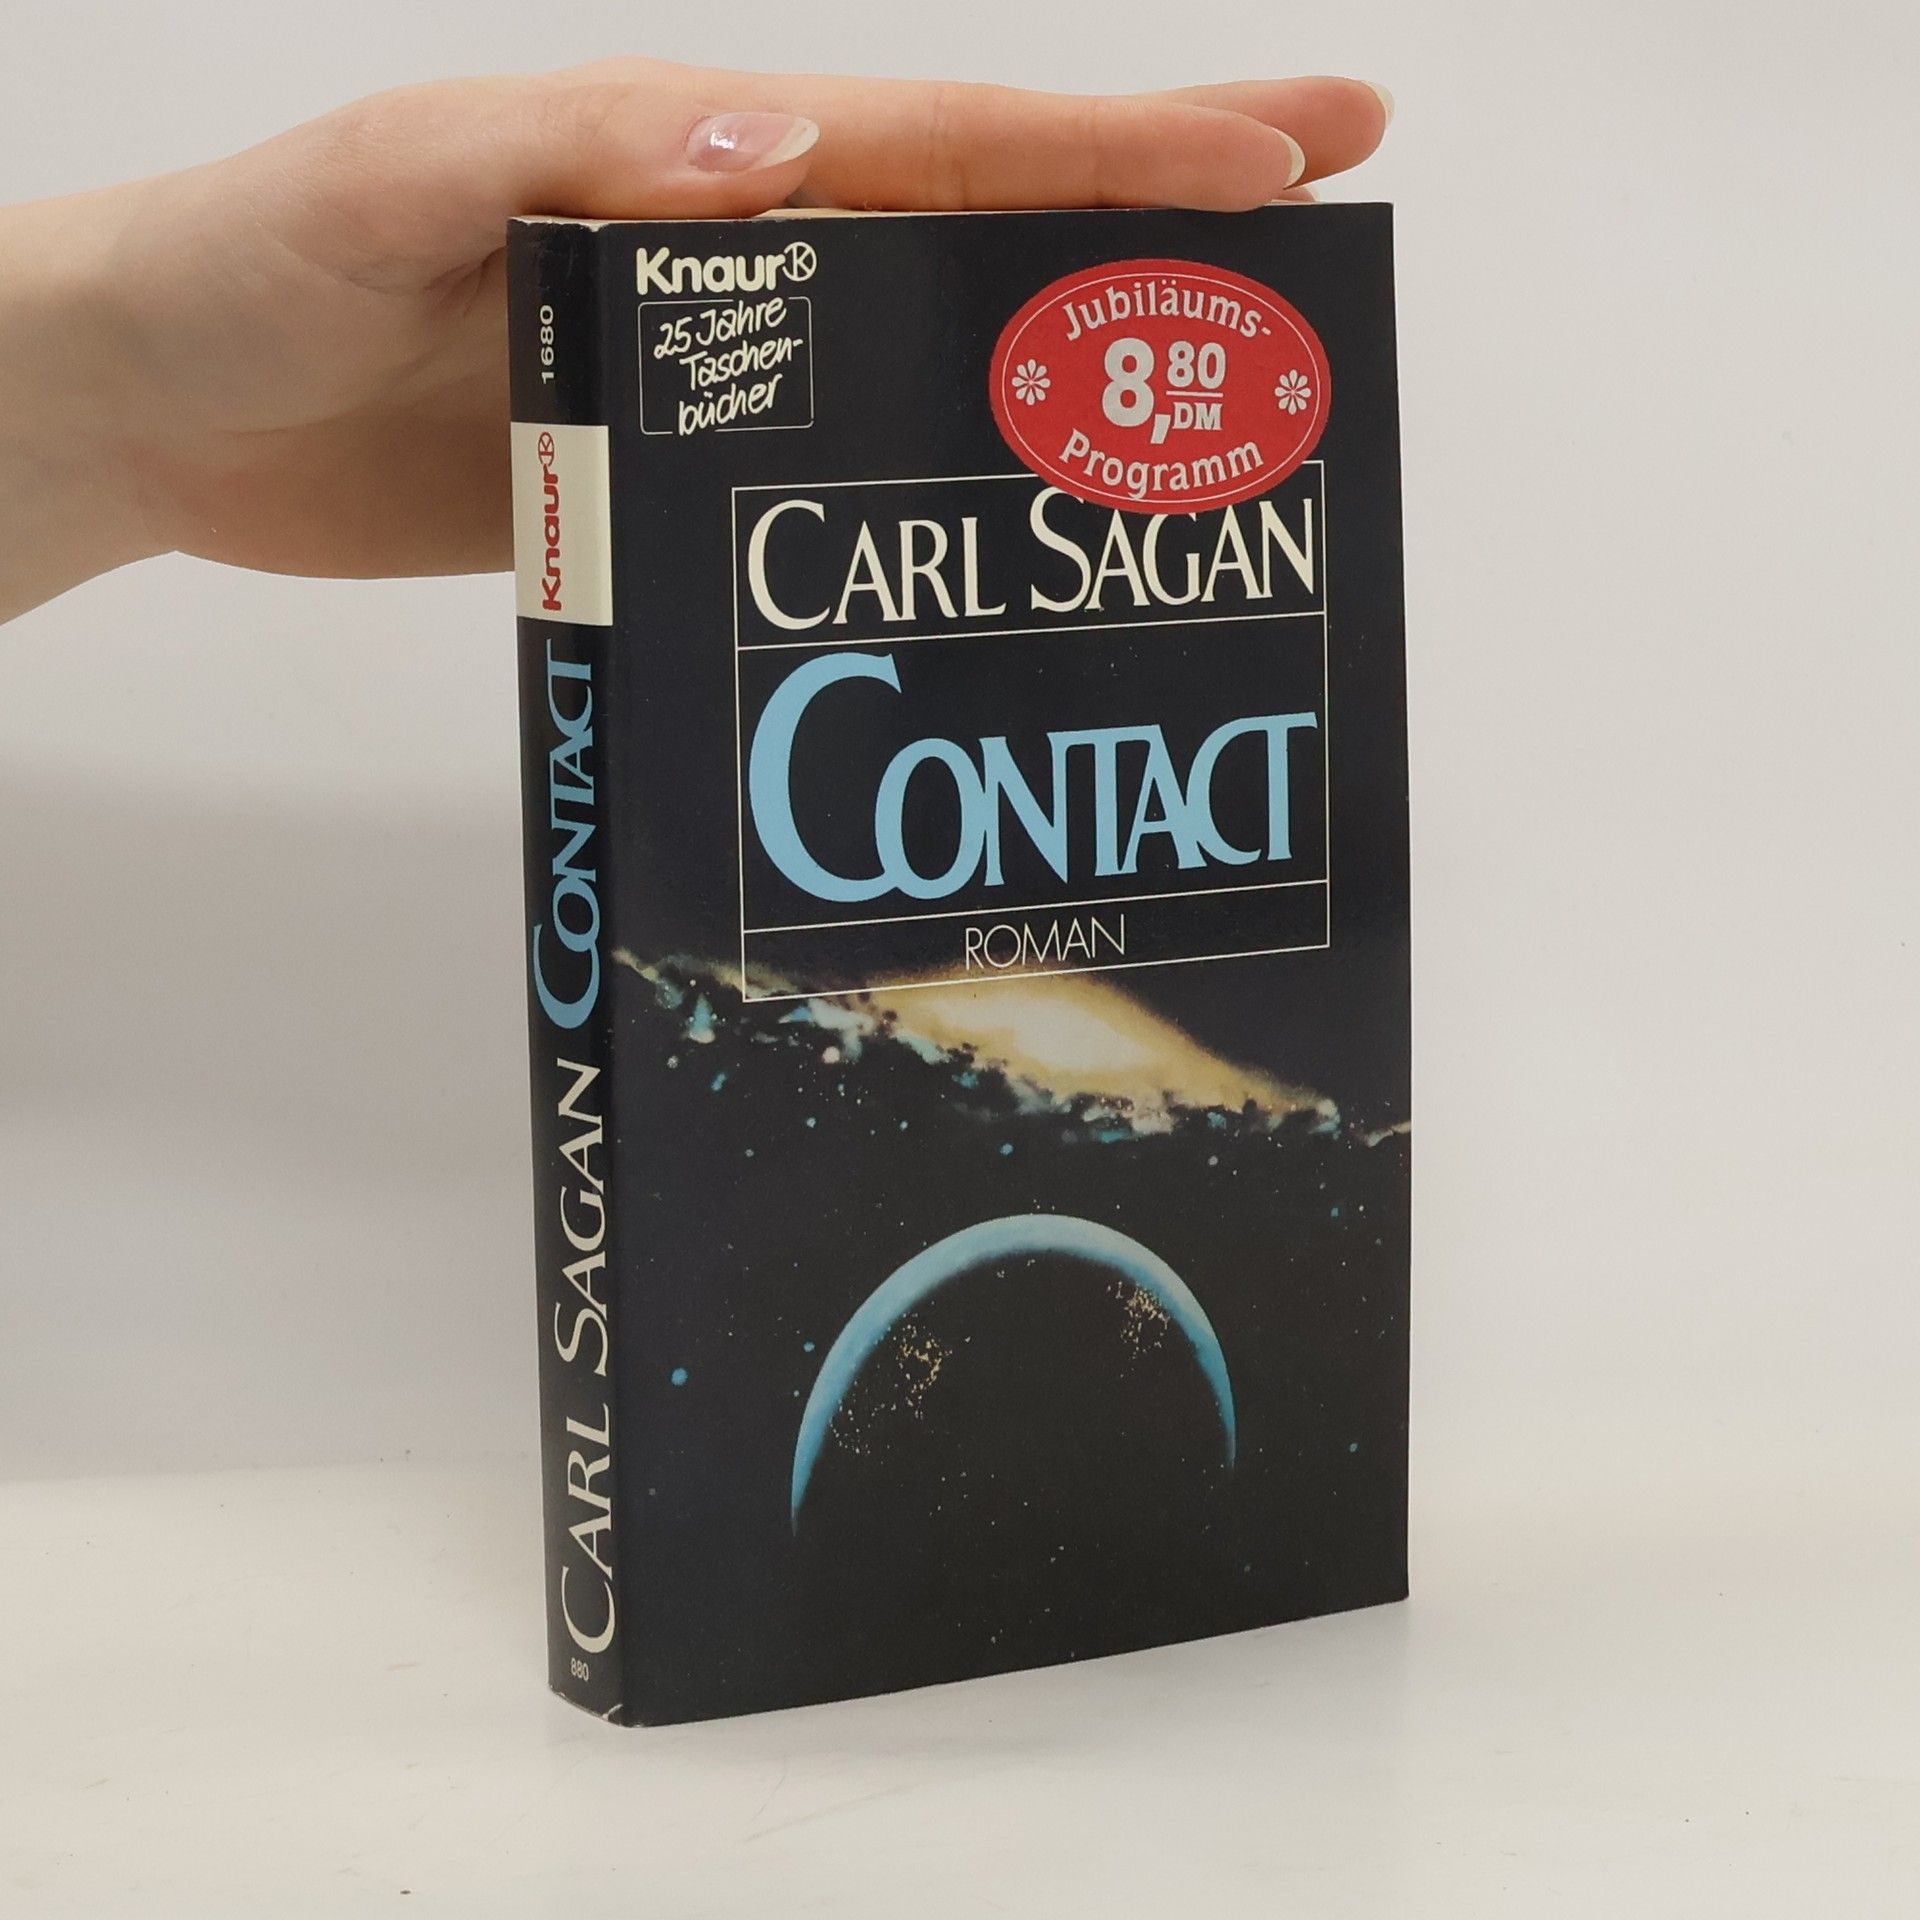 Knaur K
25 Jahre
Taschen-
bücher
Jubiläums-
8,80
DM
Programm
CARL SAGAN
CONTACT
ROMAN
1680
Knaur K
CARL SAGAN CONTACT
880